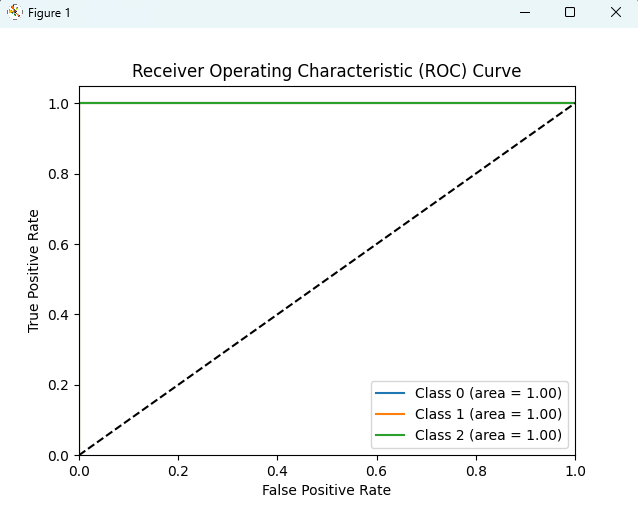 Figure 1
Receiver Operating Characteristic (ROC) Curve
1.0
0.8
0.6
0.4
0.2
0.0
True Positive Rate
Class 0 (area = 1.00)
Class 1 (area = 1.00)
Class 2 (area = 1.00)
0.0 0.2 0.4 0.6 0.8 1.0
False Positive Rate